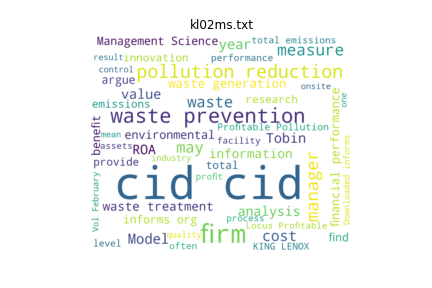 kl02ms.txt
Management Science
year
total emissions
measure
result
innovation
performance
control
argue
pollution reduction
waste generation
onsite
value
emissions
waste
research
one
waste prevention
benefit
mean
environmental
Profitable Pollution
facility
Tobin
assets
ROA
may
information
provide
industry
total
profit
cid cid
manager
financial performance
Downloaded informs
Vol February
waste treatment
analysis
informs org
firm
process
Locus Profitable
cost
level
Model
quality
often
KING LENOX
find